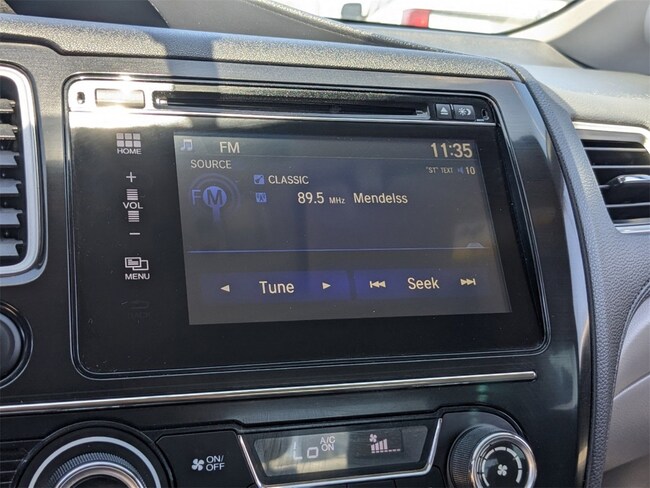 FM 11:35
SOURCE "ST" TEXT 10
HOME
FM CLASSIC
89.5 MHz Mendelss
+
VOL
−
Tune Seek
MENU
ON/OFF
Lo A/C ON